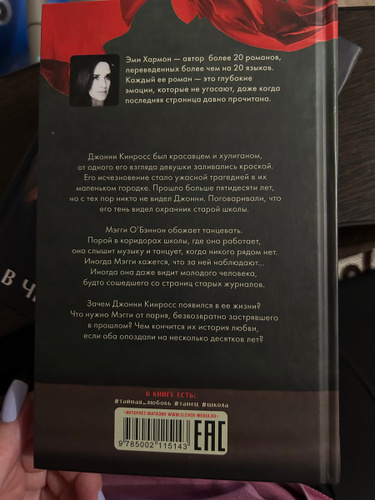 Эми Хармон — автор более 20 романов,
переведенных более чем на 20 языков.
Каждый ее роман — это глубокие
эмоции, которые не угасают, даже когда
последняя страница давно прочитана.
Джонни Кинросс был красавцем и хулиганом,
от одного его взгляда девушки заливались краской.
Его исчезновение стало ужасной трагедией в их
маленьком городке. Прошло больше пятидесяти лет,
но с тех пор никто не видел Джонни. Поговаривали, что
его тень видел охранник старой школы.
Мэгги О'Бэннон обожает танцевать.
Порой в коридорах школы, где она работает,
она слышит музыку и танцует, когда никого рядом нет.
Иногда Мэгги кажется, что за ней наблюдают...
Иногда она даже видит молодого человека,
будто сошедшего со страниц старых журналов.
Зачем Джонни Кинросс появился в ее жизни?
Что нужно Мэгги от парня, безвозвратно застрявшего
в прошлом? Чем кончится их история любви,
если оба опоздали на несколько десятков лет?
В КНИГЕ ЕСТЬ:
#тайная_любовь #танец #школа
ИНТЕРНЕТ-МАГАЗИН WWW.CLEVER-MEDIA.RU
9 785002 115143
EAC
В Ч